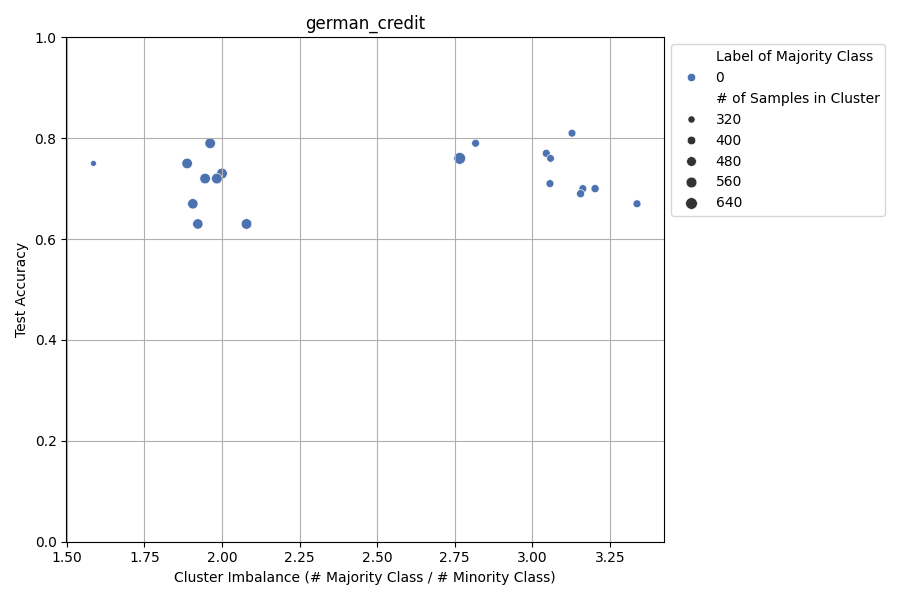 german_credit
1.0
0.8
0.6
0.4
0.2
0.0
Test Accuracy
1.50 1.75 2.00 2.25 2.50 2.75 3.00 3.25
Cluster Imbalance (# Majority Class / # Minority Class)
Label of Majority Class
0
# of Samples in Cluster
320
400
480
560
640